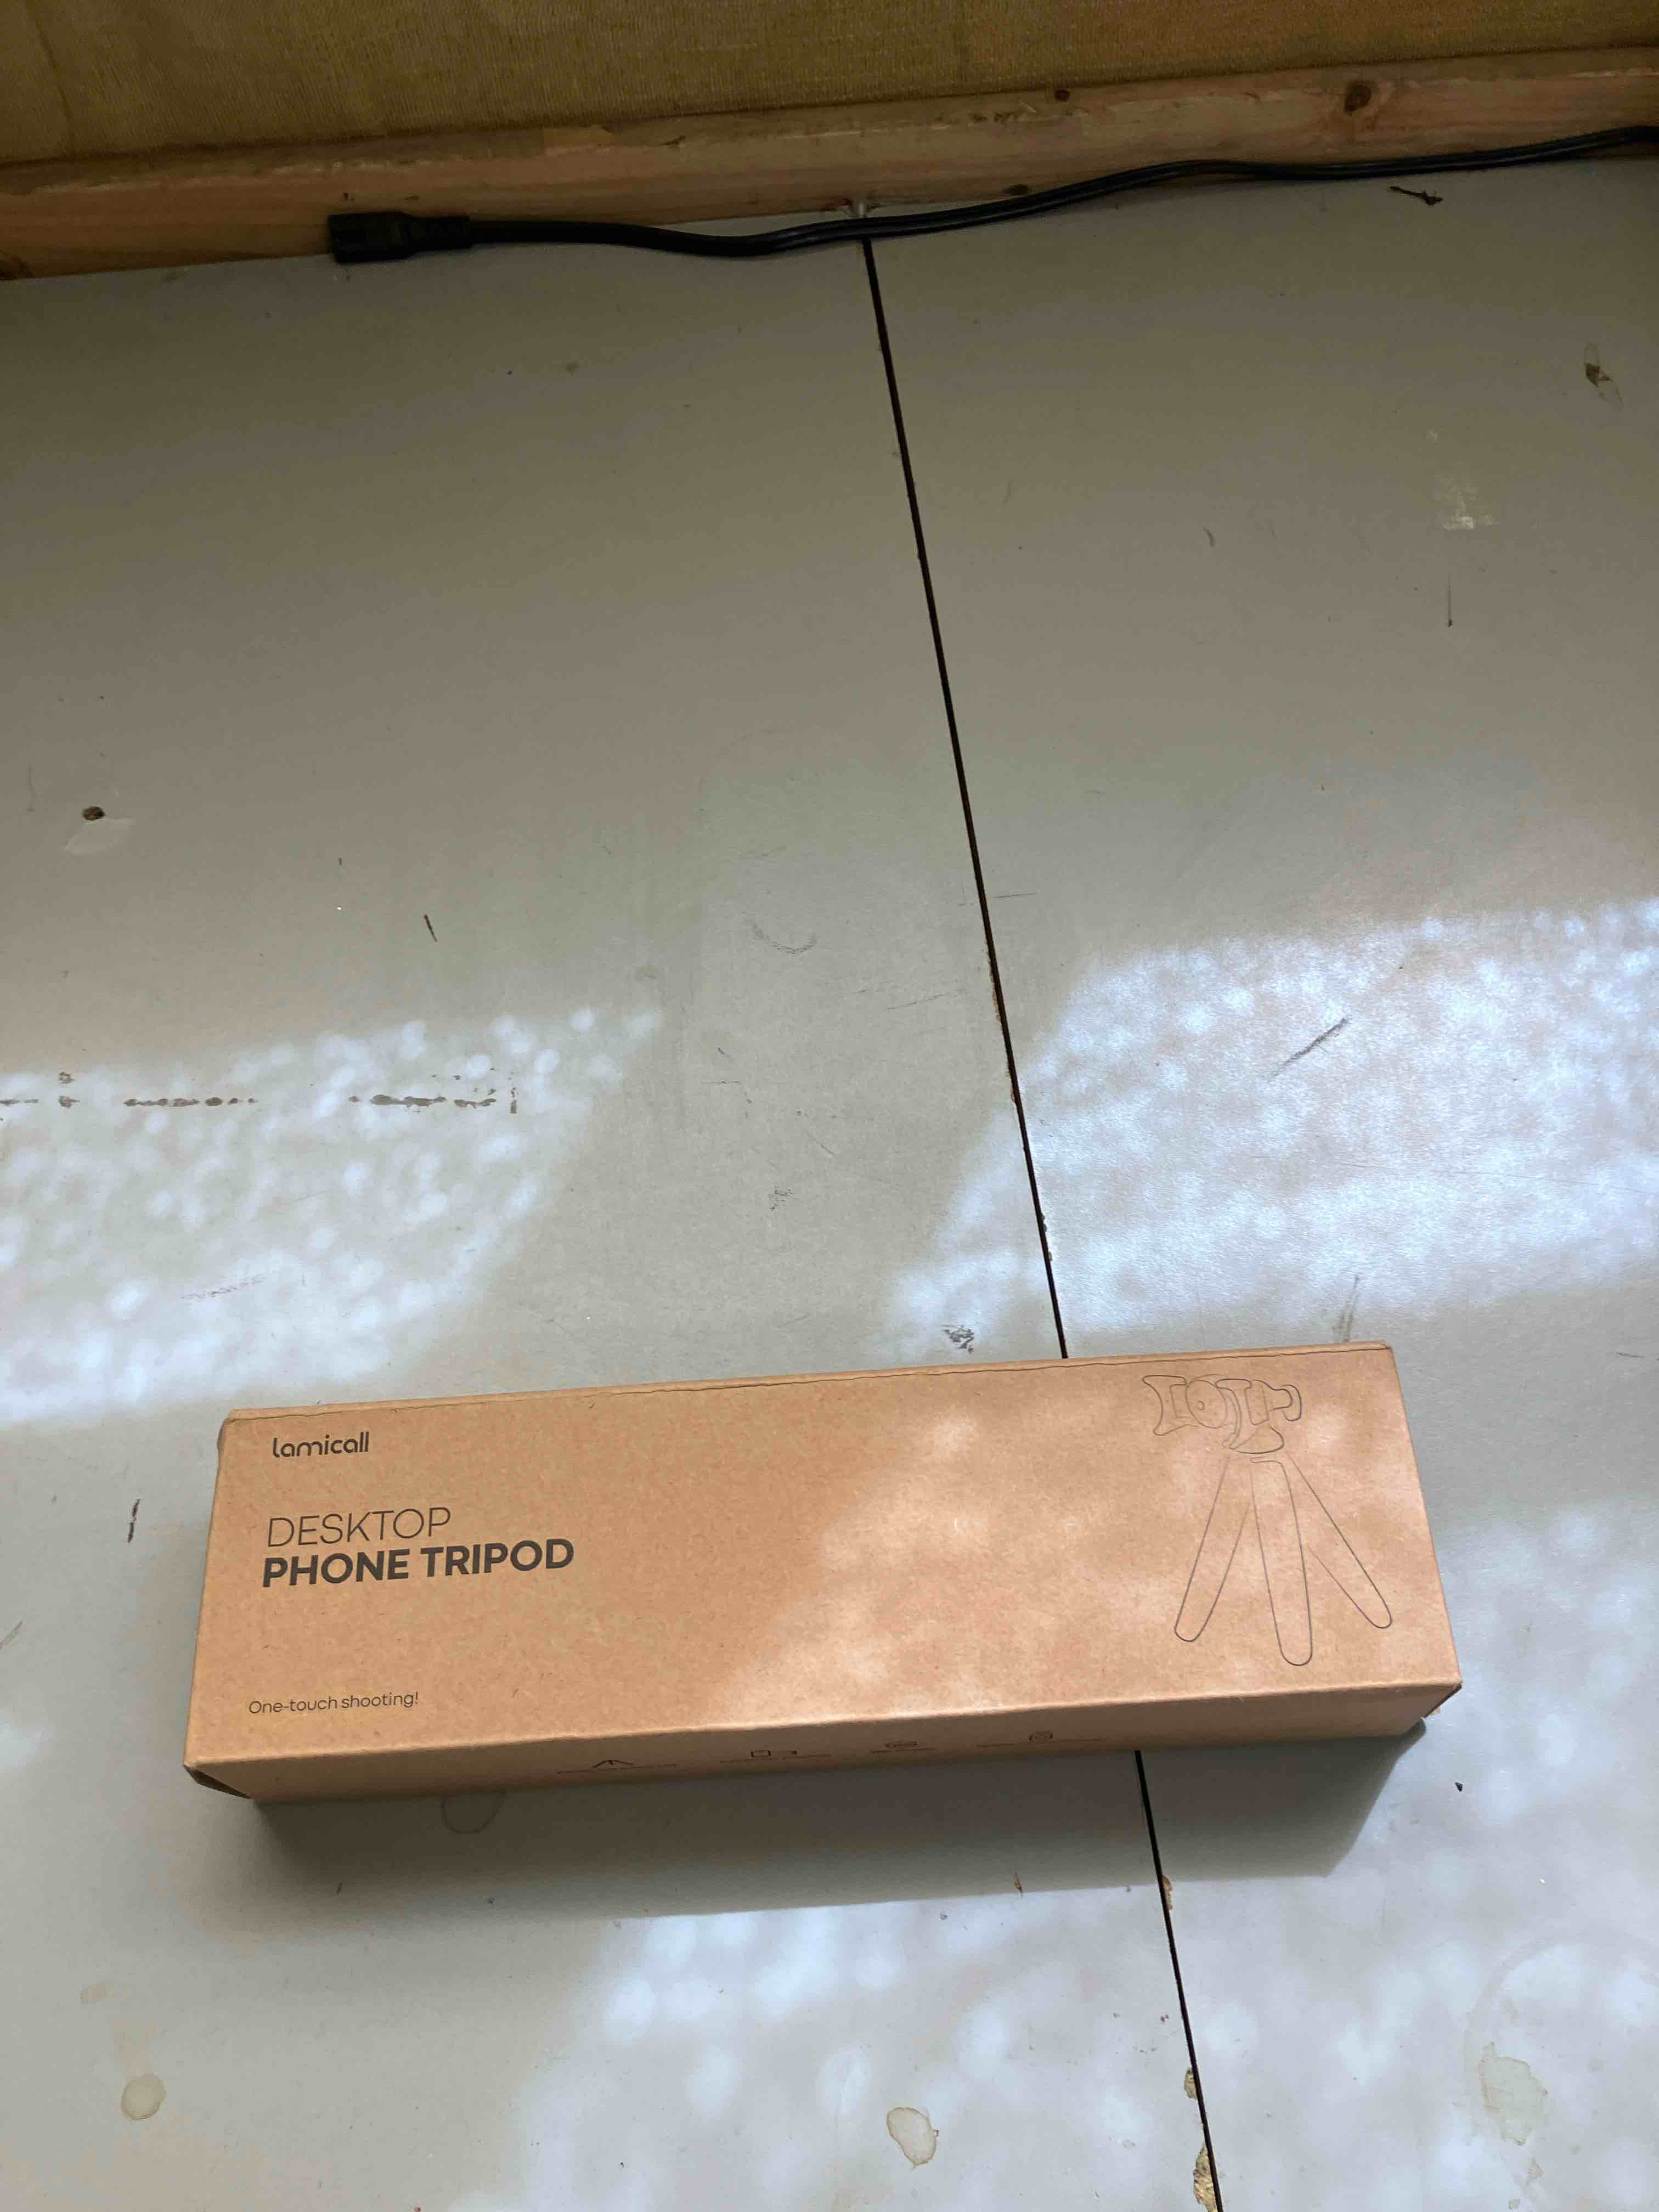 lamicall
DESKTOP
PHONE TRIPOD
One-touch shooting!